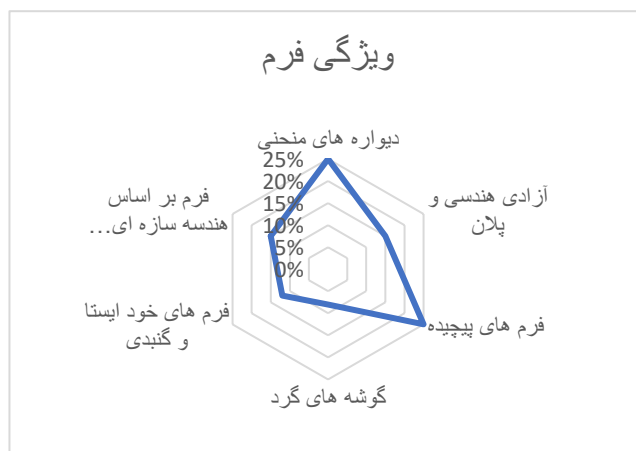 ویژگی فرم
دیواره های منحنی
25%
20%
15%
10%
5%
0%
آزادی هندسی و
پلان
فرم های پیچیده
گوشه های گرد
فرم های خود ایستا
و گنبدی
فرم بر اساس
هندسه سازه ای...